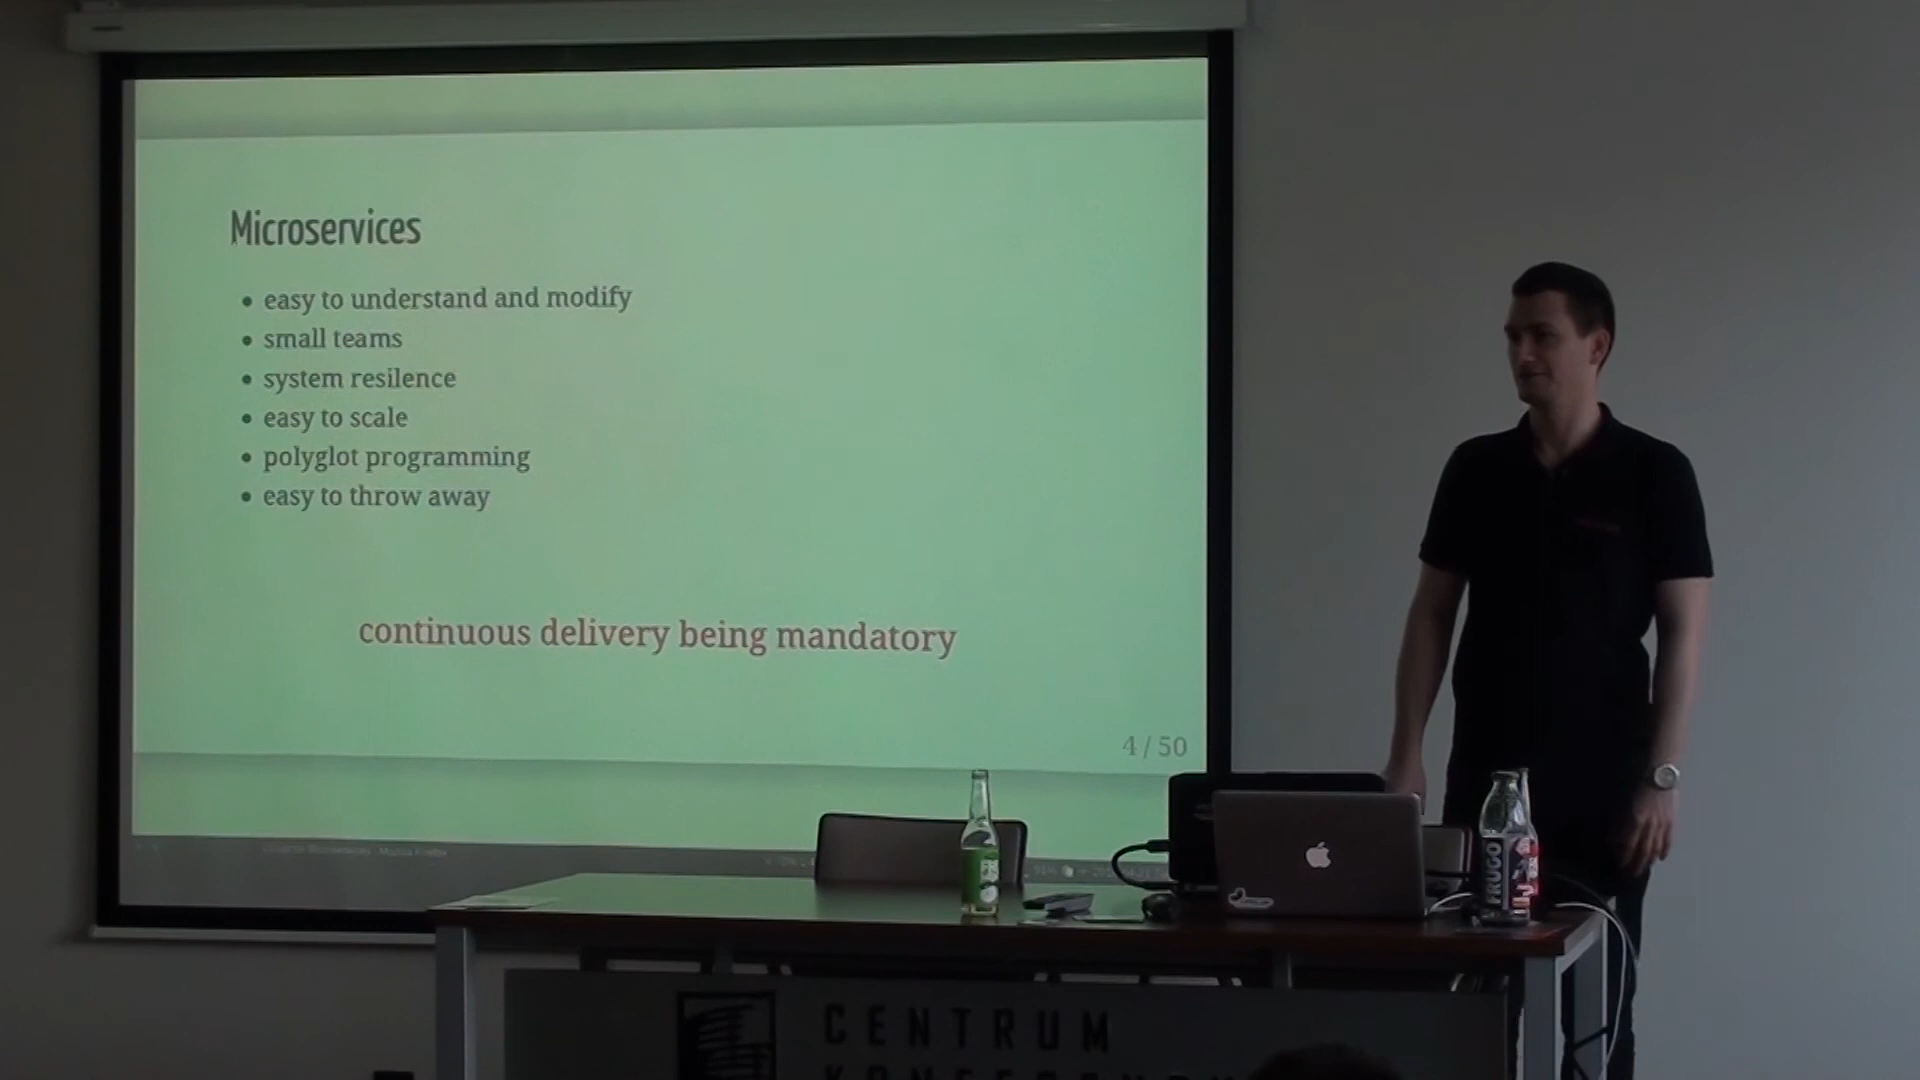 Microservices
• easy to understand and modify
• small teams
• system resilence
• easy to scale
• polyglot programming
• easy to throw away
continuous delivery being mandatory
4 / 50
FRUGO
CENTRUM